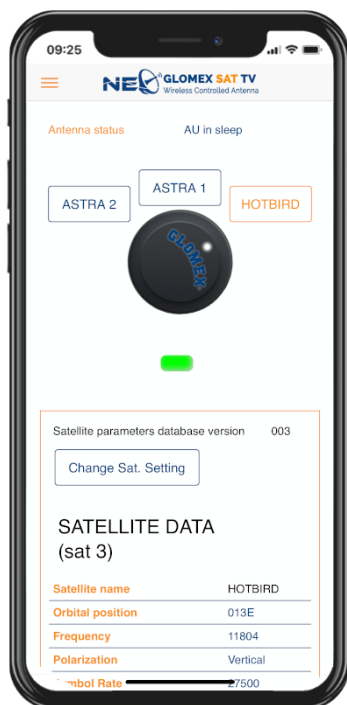 09:25
NEO GLOMEX SAT TV
Wireless Controlled Antenna
Antenna status AU in sleep
ASTRA 1
ASTRA 2 HOTBIRD
GLOMEX
Satellite parameters database version 003
Change Sat. Setting
SATELLITE DATA
(sat 3)
Satellite name HOTBIRD
Orbital position 013E
Frequency 11804
Polarization Vertical
Symbol Rate 27500